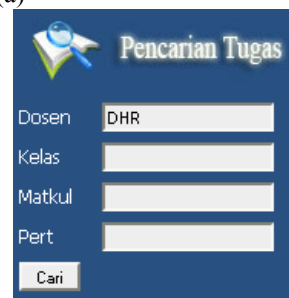 (a)
Pencarian Tugas
Dosen DHR
Kelas
Matkul
Pert
Cari